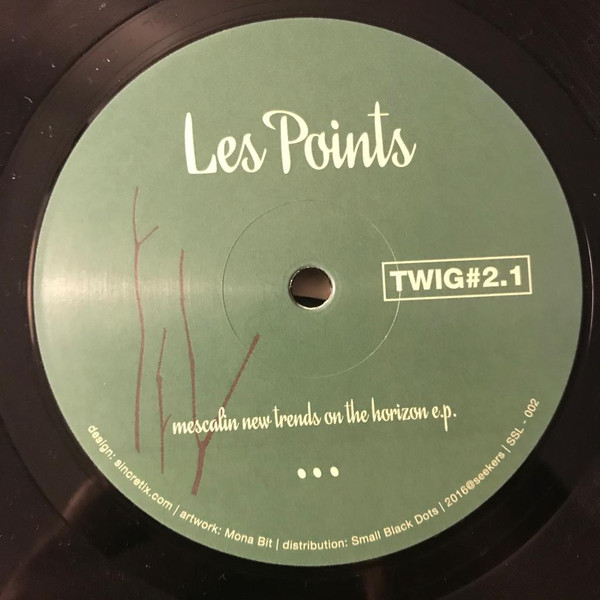 Les Points
TWIG#2.1
mescalin new trends on the horizon e.p.
design: sincretix.com | artwork: Mona Bit | distribution: Small Black Dots | 2016@seekers | SSL - 002